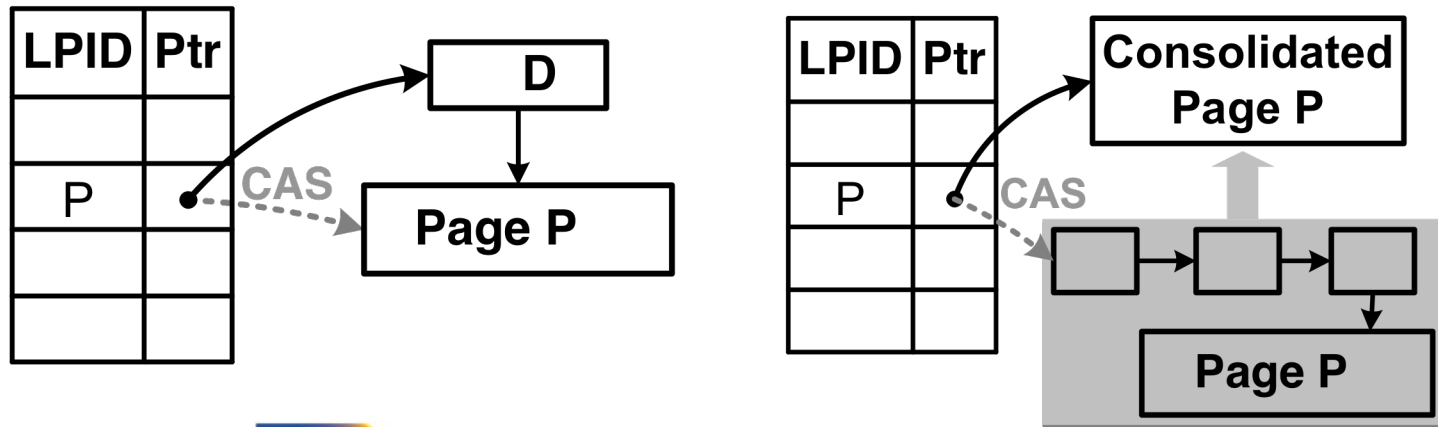 LPID Ptr
D
P
CAS
Page P
LPID Ptr
Consolidated
Page P
P
CAS
Page P